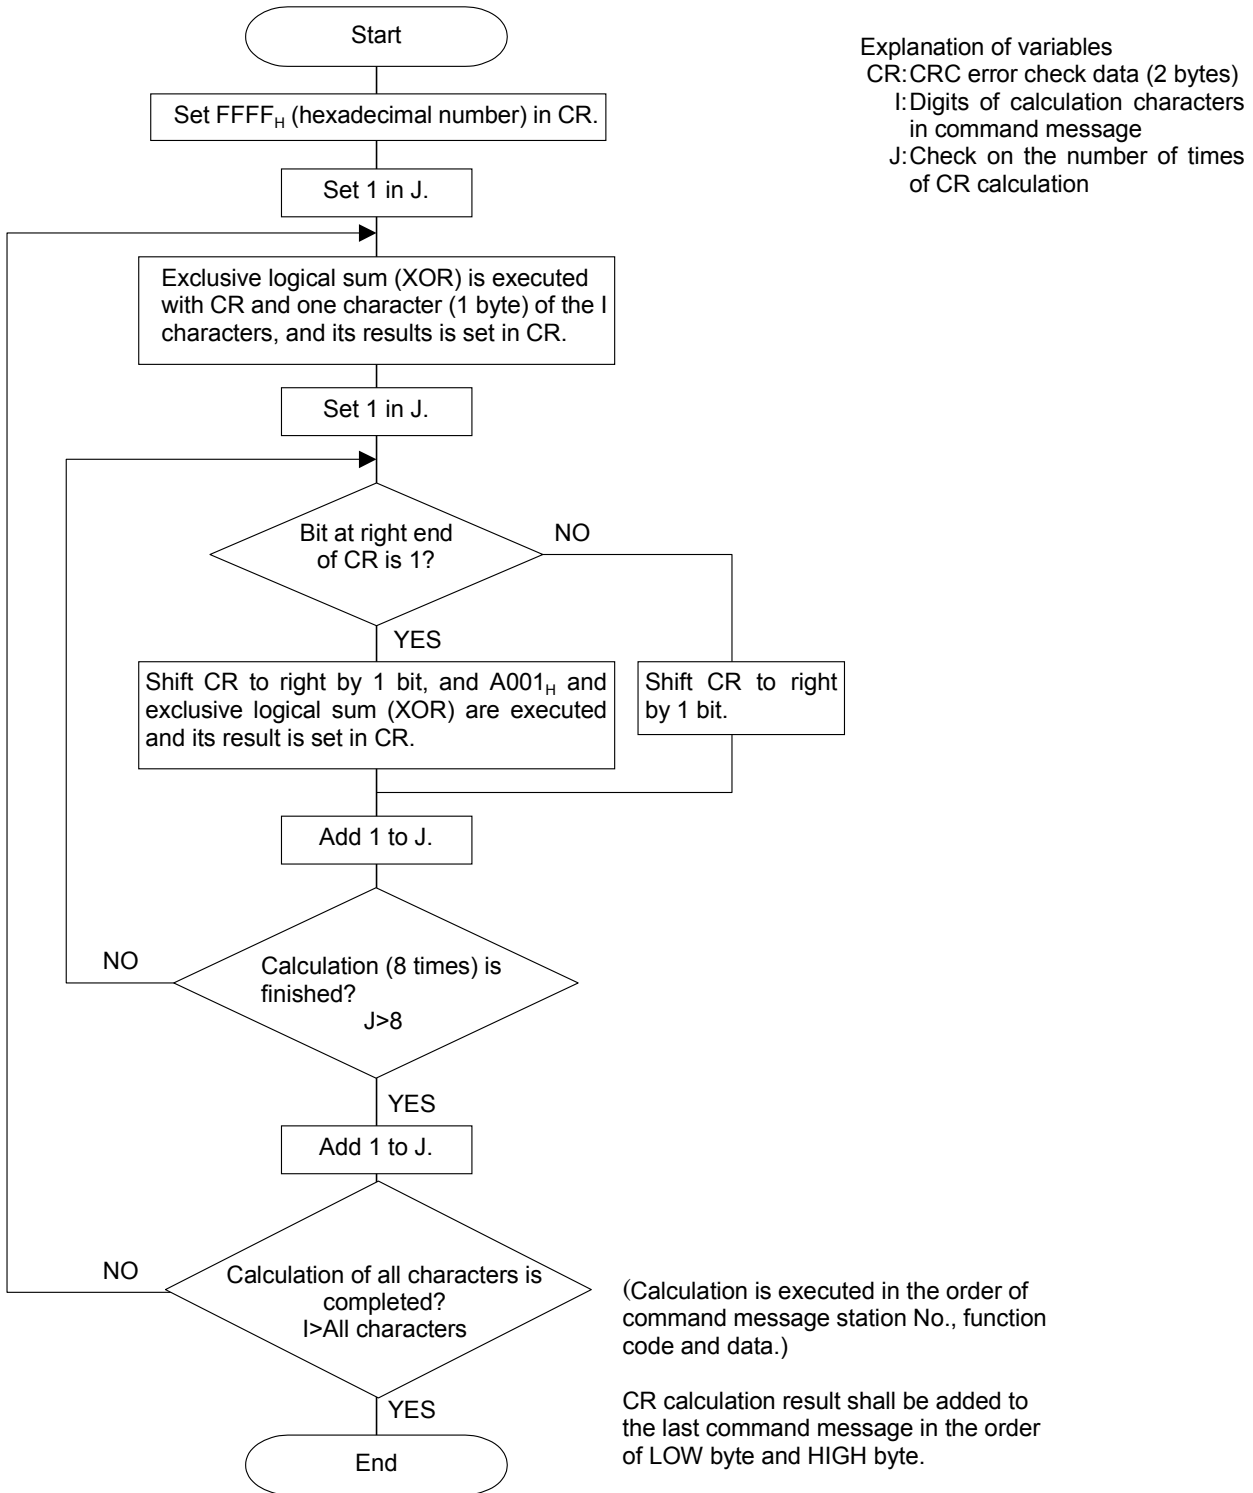 Start
Explanation of variables
CR:CRC error check data (2 bytes)
I:Digits of calculation characters
in command message
J:Check on the number of times
of CR calculation
Set FFFFH (hexadecimal number) in CR.
Set 1 in J.
Exclusive logical sum (XOR) is executed
with CR and one character (1 byte) of the I
characters, and its results is set in CR.
Set 1 in J.
Bit at right end
of CR is 1?
NO
YES
Shift CR to right by 1 bit, and A001H and
exclusive logical sum (XOR) are executed
and its result is set in CR.
Shift CR to right
by 1 bit.
Add 1 to J.
NO
Calculation (8 times) is
finished?
J>8
YES
Add 1 to J.
NO
Calculation of all characters is
completed?
I>All characters
(Calculation is executed in the order of
command message station No., function
code and data.)
YES
CR calculation result shall be added to
the last command message in the order
of LOW byte and HIGH byte.
End